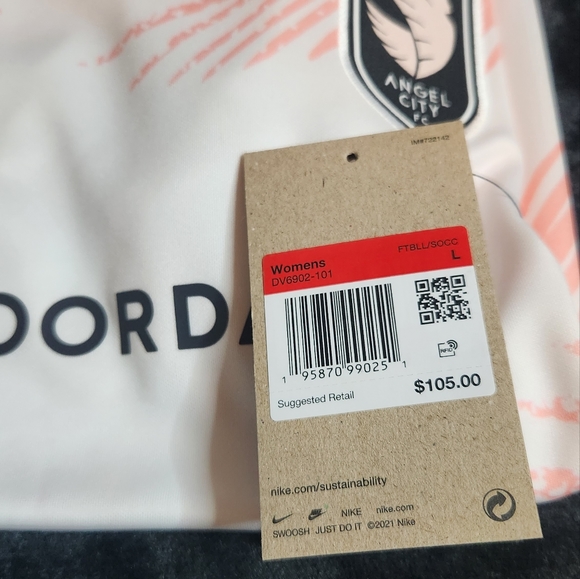 ANGEL
CITY
FC
DOORDA
Womens
FTBLL/SOCC
DV6902-101
L
1 95870 99025 1
Suggested Retail
$105.00
nike.com/sustainability
NIKE nike.com
SWOOSH JUST DO IT ©2021 Nike